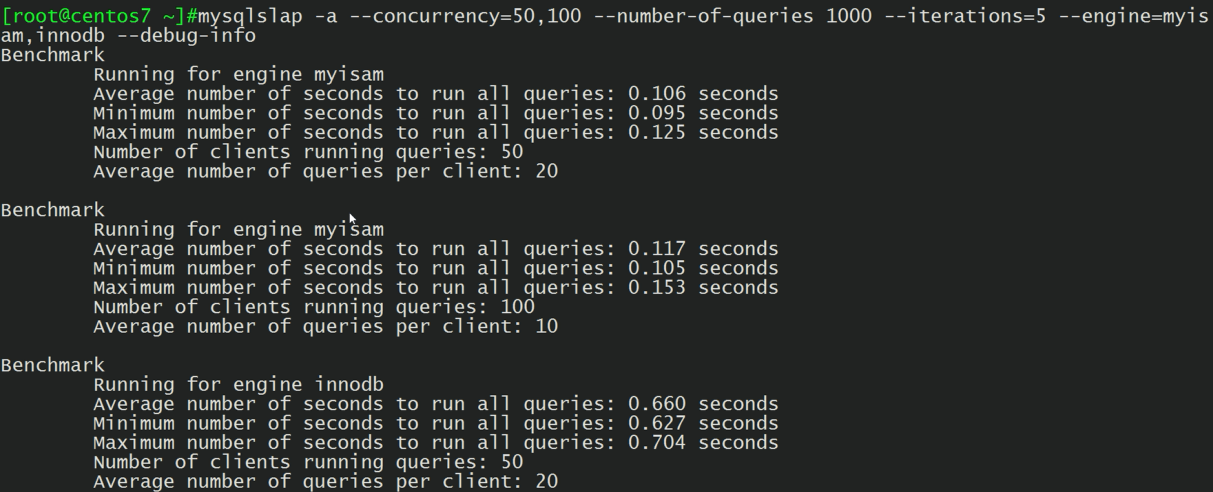 [root@centos7 ~]#mysqlslap -a --concurrency=50,100 --number-of-queries 1000 --iterations=5 --engine=myis
am,innodb --debug-info
Benchmark
        Running for engine myisam
        Average number of seconds to run all queries: 0.106 seconds
        Minimum number of seconds to run all queries: 0.095 seconds
        Maximum number of seconds to run all queries: 0.125 seconds
        Number of clients running queries: 50
        Average number of queries per client: 20

Benchmark
        Running for engine myisam
        Average number of seconds to run all queries: 0.117 seconds
        Minimum number of seconds to run all queries: 0.105 seconds
        Maximum number of seconds to run all queries: 0.153 seconds
        Number of clients running queries: 100
        Average number of queries per client: 10

Benchmark
        Running for engine innodb
        Average number of seconds to run all queries: 0.660 seconds
        Minimum number of seconds to run all queries: 0.627 seconds
        Maximum number of seconds to run all queries: 0.704 seconds
        Number of clients running queries: 50
        Average number of queries per client: 20